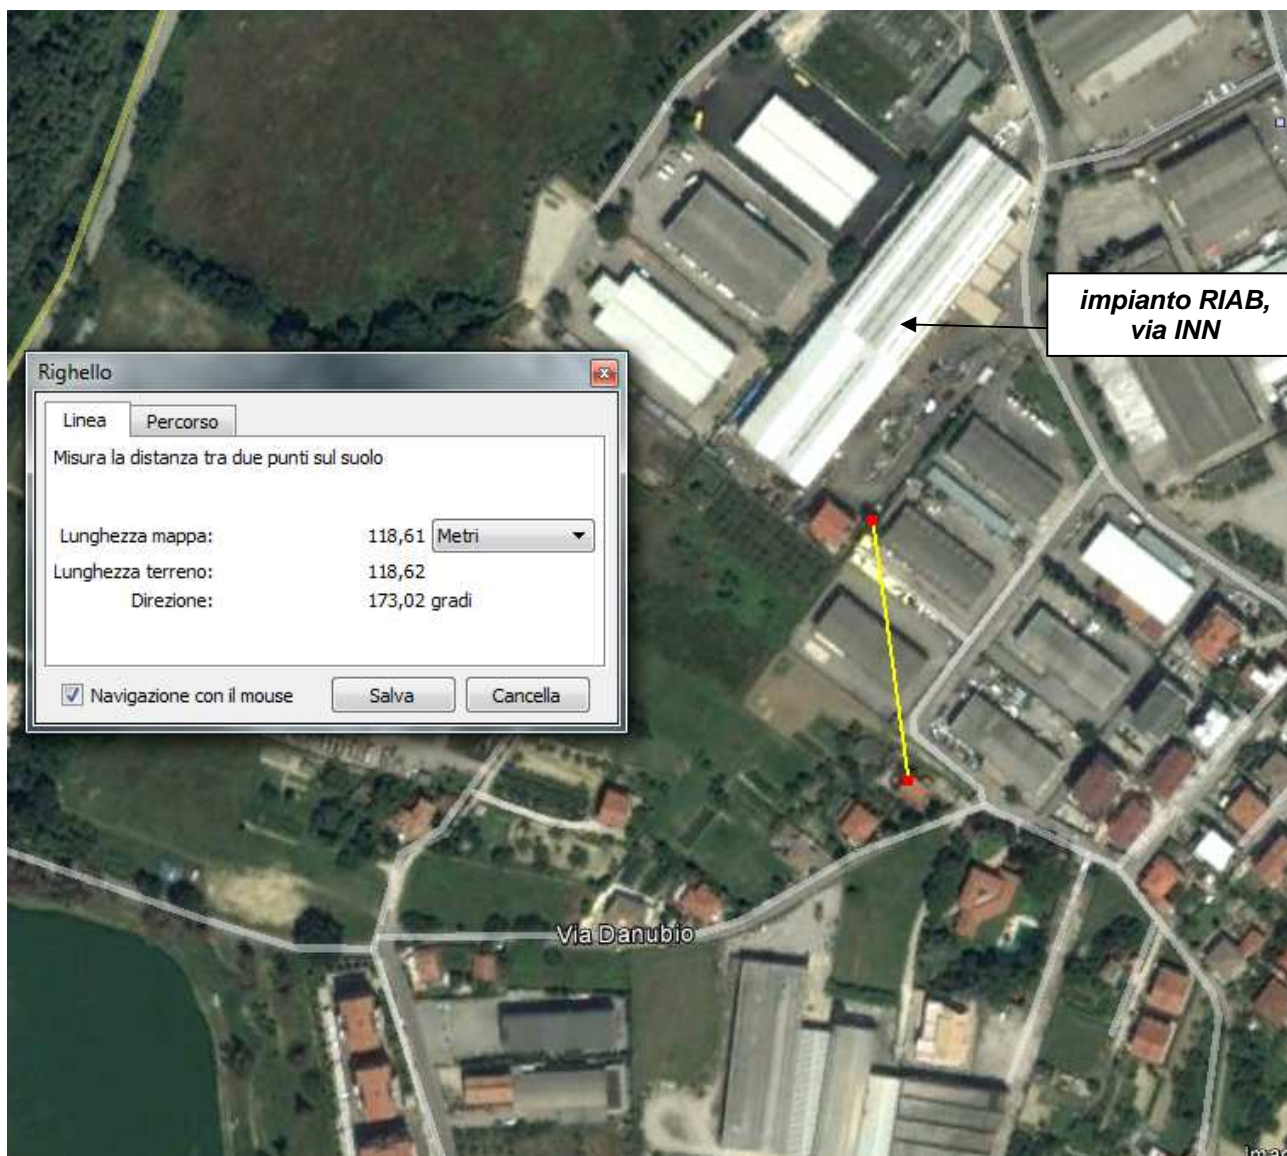 impianto RIAB,
via INN
Righello
Linea
Percorso
Misura la distanza tra due punti sul suolo
Lunghezza mappa:
118,61
Metri
Lunghezza terreno:
118,62
Direzione:
173,02 gradi
Navigazione con il mouse
Salva
Cancella
Via Danubio